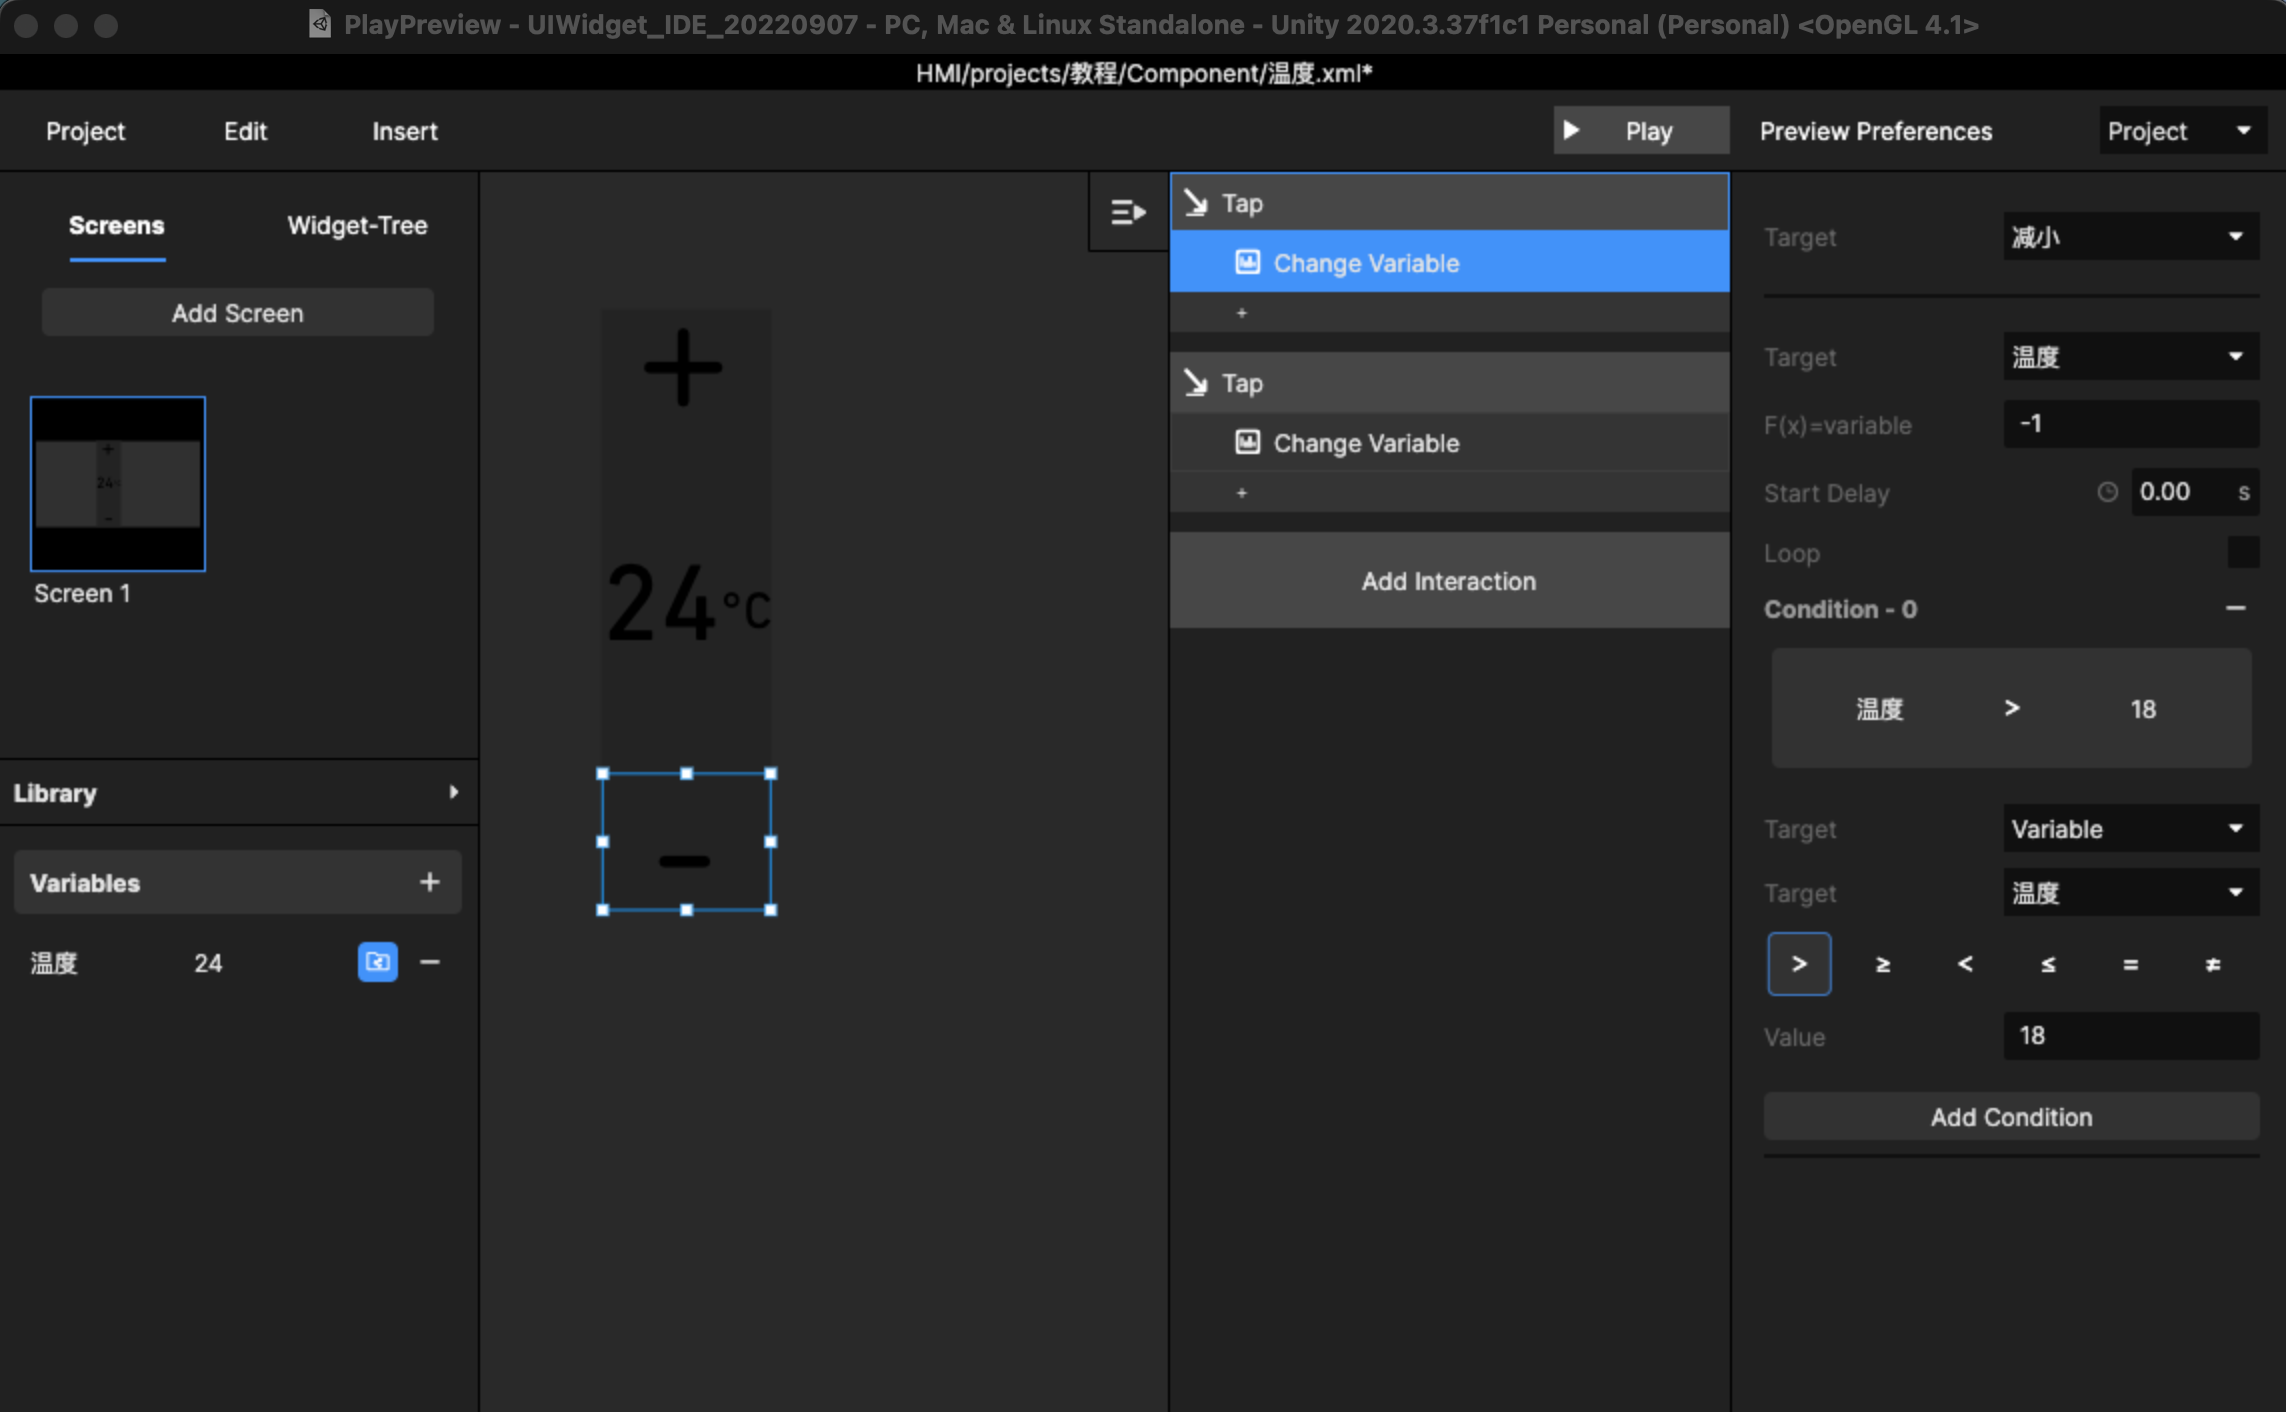 PlayPreview - UIWidget_IDE_20220907 - PC, Mac & Linux Standalone - Unity 2020.3.37f1c1 Personal (Personal) <OpenGL 4.1>
HMI/projects/教程/Component/温度.xml*
Project Edit Insert Play Preview Preferences Project
Screens Widget-Tree
Add Screen
+
24°C
-
Screen 1
Library
Variables +
温度 24 -
+
24°C
-
Tap
Change Variable
+
Tap
Change Variable
+
Add Interaction
Target 减小
Target 温度
F(x)=variable -1
Start Delay 0.00 s
Loop
Condition - 0 -
温度 > 18
Target Variable
Target 温度
> ≥ < ≤ = ≠
Value 18
Add Condition